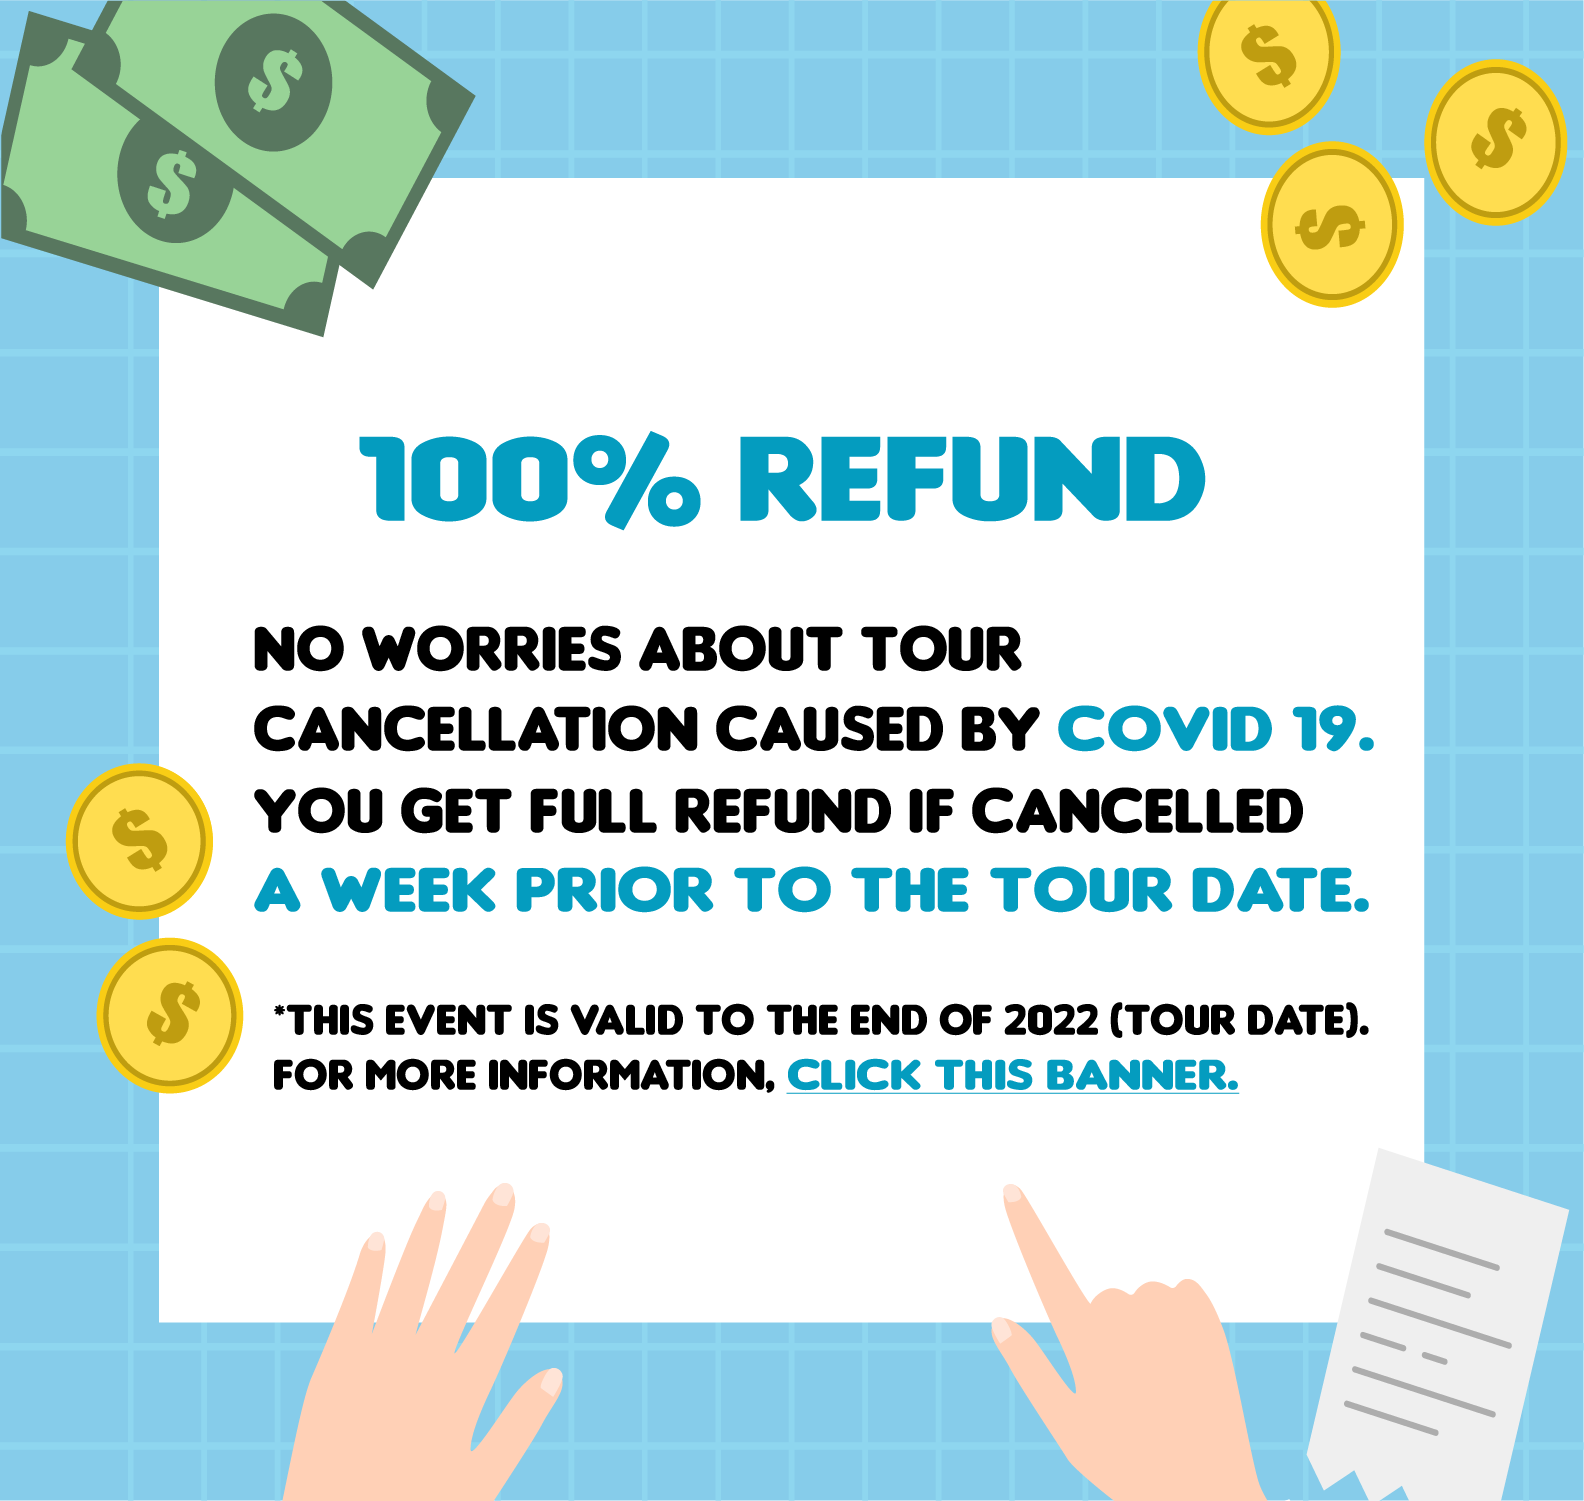 100% REFUND
NO WORRIES ABOUT TOUR
CANCELLATION CAUSED BY COVID 19.
YOU GET FULL REFUND IF CANCELLED
A WEEK PRIOR TO THE TOUR DATE.
*THIS EVENT IS VALID TO THE END OF 2022 (TOUR DATE).
FOR MORE INFORMATION, CLICK THIS BANNER.